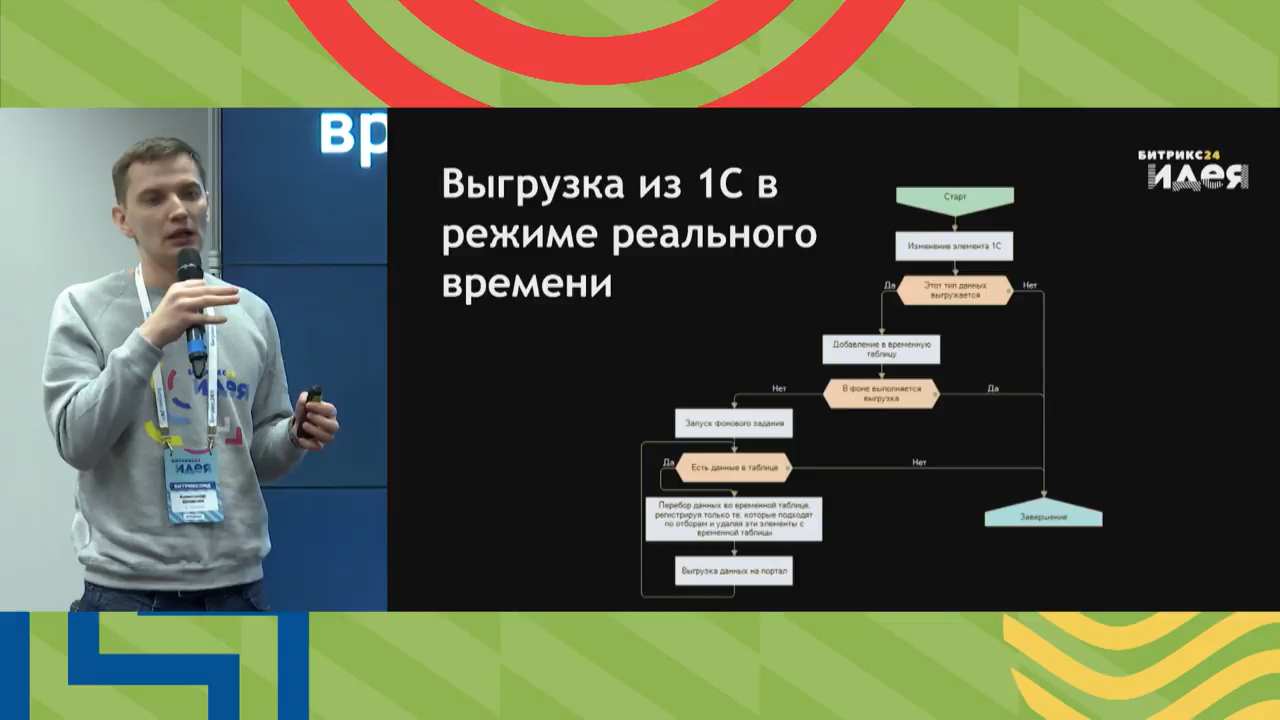 вр
Выгрузка из 1С в
режиме реального
времени
БИТРИКС24
идея
Старт
Изменение элемента 1С
Этот тип данных
выгружается
Да
Нет
Добавление в временную
таблицу
В фоне выполняется
выгрузка
Нет
Да
Запуск фонового задания
Есть данные в таблице
Да
Нет
Перебор данных во временной таблице,
регистрируя только те, которые подходят
по отборам и удаляя эти элементы с
временной таблицы
Завершение
Выгрузка данных на портал
БИТРИКС24
идея
Александр